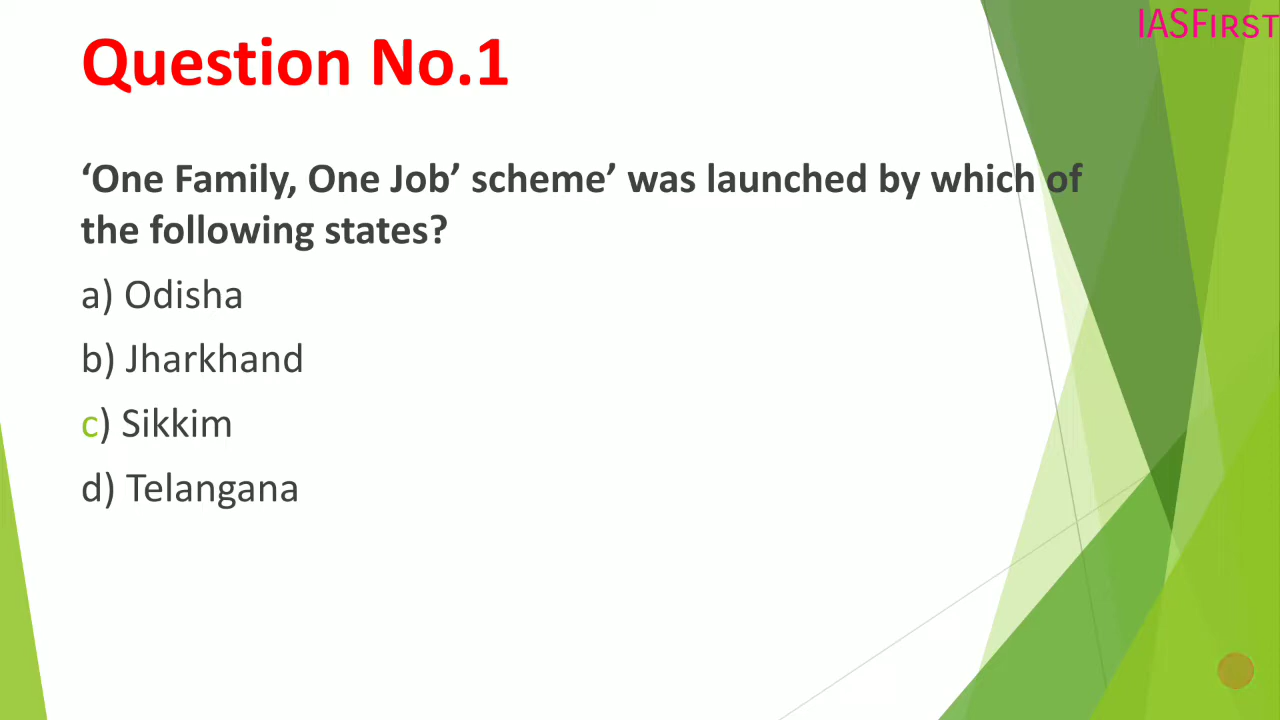 IASFIRST
Question No.1
‘One Family, One Job’ scheme’ was launched by which of
the following states?
a) Odisha
b) Jharkhand
c) Sikkim
d) Telangana